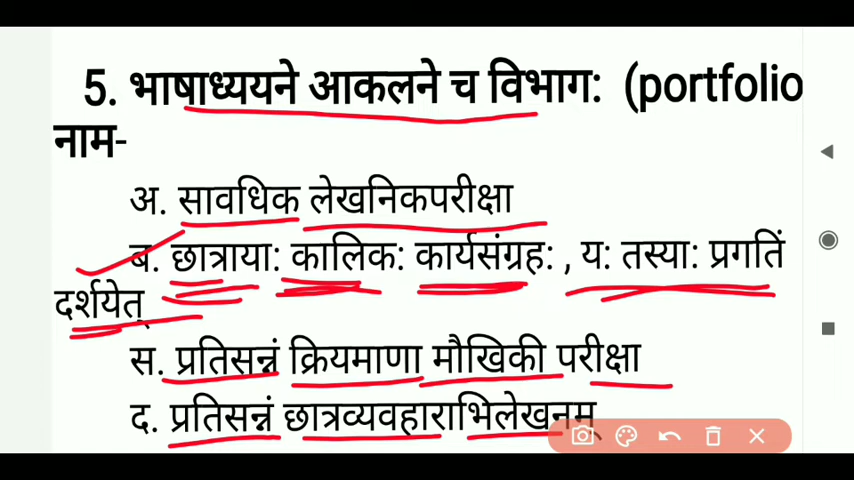 5. भाषाध्ययने आकलने च विभाग: (portfolio
नाम-
अ. सावधिक लेखनिकपरीक्षा
ब. छात्राया: कालिक: कार्यसंग्रह: , य: तस्या: प्रगतिं
दर्शयेत्
स. प्रतिसन्नं क्रियमाणा मौखिकी परीक्षा
द. प्रतिसन्नं छात्रव्यवहाराभिलेखनम्